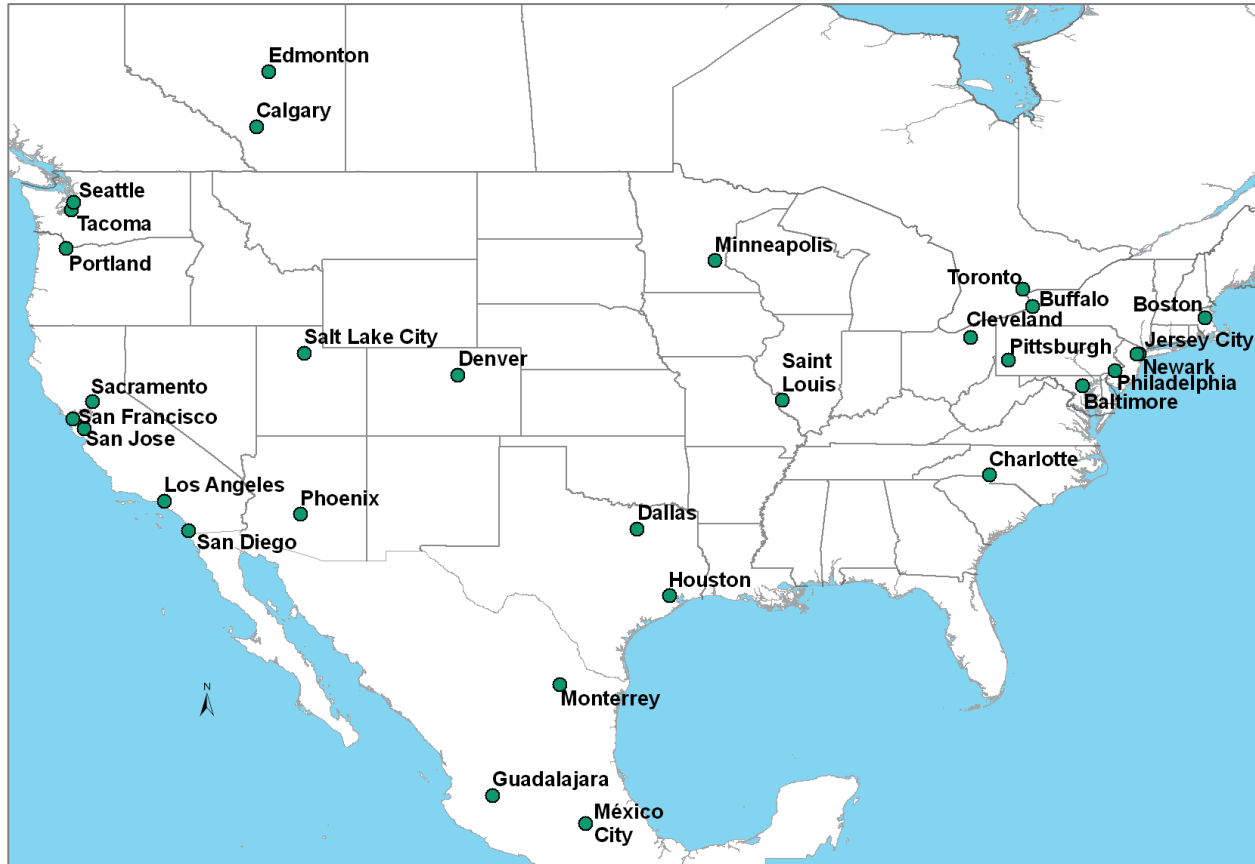 Edmonton
Calgary
Seattle
Tacoma
Portland
Minneapolis
Toronto
Buffalo
Boston
Cleveland
Salt Lake City
Denver
Pittsburgh
Jersey City
Newark
Saint
Louis
Philadelphia
Baltimore
Sacramento
San Francisco
San Jose
Charlotte
Los Angeles
Phoenix
Dallas
San Diego
Houston
N
Monterrey
Guadalajara
México
City